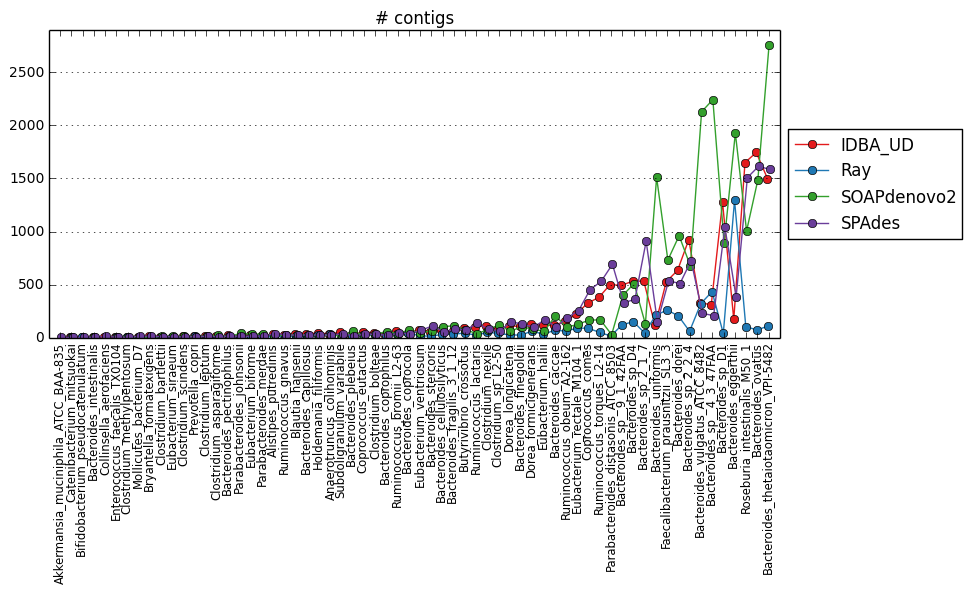 # contigs
2500
2000
1500
1000
500
0
IDBA_UD
Ray
SOAPdenovo2
SPAdes
Akkermansia_muciniphila_ATCC_BAA-835
Catenibacterium_mitsuokai
Bifidobacterium_pseudocatenulatum
Bacteroides_intestinalis
Collinsella_aerofaciens
Enterococcus_faecalis_TX0104
Clostridium_methylpentosum
Mollicutes_bacterium_D7
Bryantella_formatexigens
Clostridium_bartlettii
Eubacterium_siraeum
Clostridium_scindens
Prevotella_copri
Clostridium_leptum
Clostridium_asparagiforme
Bacteroides_pectinophilus
Parabacteroides_johnsonii
Eubacterium_biforme
Parabacteroides_merdae
Alistipes_putredinis
Ruminococcus_gnavus
Blautia_hansenii
Bacteroides_capillosus
Holdemania_filiformis
Anaerotruncus_colihominis
Subdoligranulum_variabile
Bacteroides_plebeius
Coprococcus_eutactus
Clostridium_bolteae
Bacteroides_coprophilus
Ruminococcus_bromii_L2-63
Bacteroides_coprocola
Eubacterium_ventriosum
Bacteroides_stercoris
Bacteroides_cellulosilyticus
Bacteroides_fragilis_3_1_12
Butyrivibrio_crossotus
Ruminococcus_lactaris
Clostridium_nexile
Clostridium_sp_L2-50
Dorea_longicatena
Bacteroides_finegoldii
Dorea_formicigenerans
Eubacterium_hallii
Bacteroides_caccae
Ruminococcus_obeum_A2-162
Eubacterium_rectale_M104_1
Coprococcus_comes
Ruminococcus_torques_L2-14
Parabacteroides_distasonis_ATCC_8503
Bacteroides_sp_9_1_42FAA
Bacteroides_sp_D4
Bacteroides_sp_2_1_7
Bacteroides_uniformis
Faecalibacterium_prausnitzii_SL3_3
Bacteroides_dorei
Bacteroides_sp_2_2_4
Bacteroides_vulgatus_ATCC_8482
Bacteroides_sp_4_3_47FAA
Bacteroides_sp_D1
Bacteroides_eggerthii
Roseburia_intestinalis_M50_1
Bacteroides_ovatus
Bacteroides_thetaiotaomicron_VPI-5482